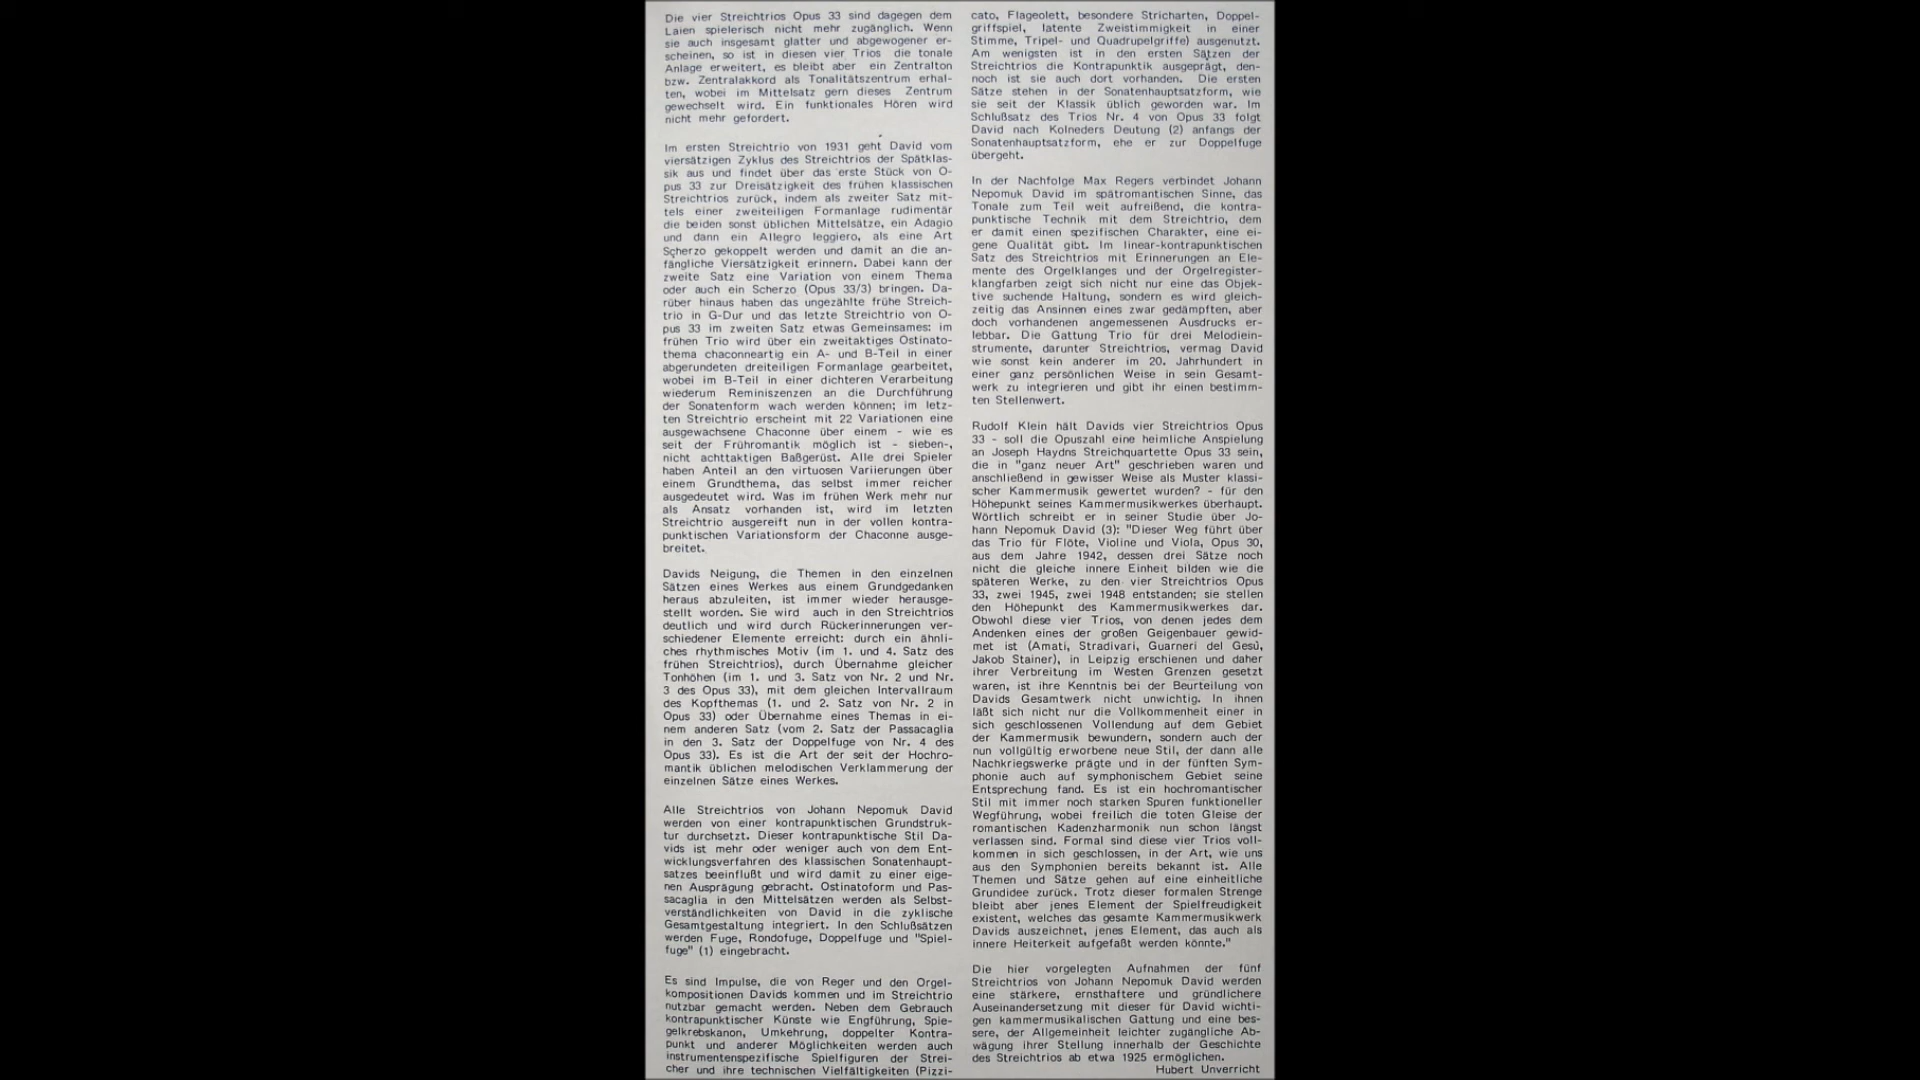 Die vier Streichtrios Opus 33 sind dagegen dem
Laien spielerisch nicht mehr zugänglich. Wenn
sie auch insgesamt glatter und abgewogener er-
scheinen, so ist in diesen vier Trios die tonale
Anlage erweitert, es bleibt aber ein Zentralton
bzw. Zentralakkord als Tonalitätszentrum erhal-
ten, wobei im Mittelsatz gern dieses Zentrum
gewechselt wird. Ein funktionales Hören wird
nicht mehr gefordert.
Im ersten Streichtrio von 1931 geht David vom
viersätzigen Zyklus des Streichtrios der Spätklas-
sik aus und findet über das erste Stück von O-
pus 33 zur Dreisätzigkeit des frühen klassischen
Streichtrios zurück, indem als zweiter Satz mit-
tels einer zweiteiligen Formanlage rudimentär
die beiden sonst üblichen Mittelsätze, ein Adagio
und dann ein Allegro leggiero, als eine Art
Scherzo gekoppelt werden und damit an die an-
fängliche Viersätzigkeit erinnern. Dabei kann der
zweite Satz eine Variation von einem Thema
oder auch ein Scherzo (Opus 33/3) bringen. Da-
rüber hinaus haben das ungezählte frühe Streich-
trio in G-Dur und das letzte Streichtrio von O-
pus 33 im zweiten Satz etwas Gemeinsames: im
frühen Trio wird über ein zweitaktiges Ostinato-
thema chaconneartig ein A- und B-Teil in einer
abgerundeten dreiteiligen Formanlage gearbeitet,
wobei im B-Teil in einer dichteren Verarbeitung
wiederum Reminiszenzen an die Durchführung
der Sonatenform wach werden können; im letz-
ten Streichtrio erscheint mit 22 Variationen eine
ausgewachsene Chaconne über einem - wie es
seit der Frühromantik möglich ist - sieben-,
nicht achttaktigen Baßgerüst. Alle drei Spieler
haben Anteil an den virtuosen Variierungen über
einem Grundthema, das selbst immer reicher
ausgedeutet wird. Was im frühen Werk mehr nur
als Ansatz vorhanden ist, wird im letzten
Streichtrio ausgereift nun in der vollen kontra-
punktischen Variationsform der Chaconne ausge-
breitet.
Davids Neigung, die Themen in den einzelnen
Sätzen eines Werkes aus einem Grundgedanken
heraus abzuleiten, ist immer wieder herausge-
stellt worden. Sie wird auch in den Streichtrios
deutlich und wird durch Rückerinnerungen ver-
schiedener Elemente erreicht: durch ein ähnli-
ches rhythmisches Motiv (im 1. und 4. Satz des
frühen Streichtrios), durch Übernahme gleicher
Tonhöhen (im 1. und 3. Satz von Nr. 2 und Nr.
3 des Opus 33), mit dem gleichen Intervallraum
des Kopfthemas (1. und 2. Satz von Nr. 2 in
Opus 33) oder Übernahme eines Themas in ei-
nem anderen Satz (vom 2. Satz der Passacaglia
in den 3. Satz der Doppelfuge von Nr. 4 des
Opus 33). Es ist die Art der seit der Hochro-
mantik üblichen melodischen Verklammerung der
einzelnen Sätze eines Werkes.
Alle Streichtrios von Johann Nepomuk David
werden von einer kontrapunktischen Grundstruk-
tur durchsetzt. Dieser kontrapunktische Stil Da-
vids ist mehr oder weniger auch von dem Ent-
wicklungsverfahren des klassischen Sonatenhaupt-
satzes beeinflußt und wird damit zu einer eige-
nen Ausprägung gebracht. Ostinatoform und Pas-
sacaglia in den Mittelsätzen werden als Selbst-
verständlichkeiten von David in die zyklische
Gesamtgestaltung integriert. In den Schlußsätzen
werden Fuge, Rondofuge, Doppelfuge und "Spiel-
fuge" (1) eingebracht.
Es sind Impulse, die von Reger und den Orgel-
kompositionen Davids kommen und im Streichtrio
nutzbar gemacht werden. Neben dem Gebrauch
kontrapunktischer Künste wie Engführung, Spie-
gelkrebskanon, Umkehrung, doppelter Kontra-
punkt und anderer Möglichkeiten werden auch
instrumentenspezifische Spielfiguren der Strei-
cher und ihre technischen Vielfältigkeiten (Pizzi-
cato, Flageolett, besondere Stricharten, Doppel-
griffspiel, latente Zweistimmigkeit in einer
Stimme, Tripel- und Quadrupelgriffe) ausgenutzt.
Am wenigsten ist in den ersten Sätzen der
Streichtrios die Kontrapunktik ausgeprägt, den-
noch ist sie auch dort vorhanden. Die ersten
Sätze stehen in der Sonatenhauptsatzform, wie
sie seit der Klassik üblich geworden war. Im
Schlußsatz des Trios Nr. 4 von Opus 33 folgt
David nach Kolneders Deutung (2) anfangs der
Sonatenhauptsatzform, ehe er zur Doppelfuge
übergeht.
In der Nachfolge Max Regers verbindet Johann
Nepomuk David im spätromantischen Sinne, das
Tonale zum Teil weit aufreißend, die kontra-
punktische Technik mit dem Streichtrio, dem
er damit einen spezifischen Charakter, eine ei-
gene Qualität gibt. Im linear-kontrapunktischen
Satz des Streichtrios mit Erinnerungen an Ele-
mente des Orgelklanges und der Orgelregister-
klangfarben zeigt sich nicht nur eine das Objek-
tive suchende Haltung, sondern es wird gleich-
zeitig das Ansinnen eines zwar gedämpften, aber
doch vorhandenen angemessenen Ausdrucks er-
lebbar. Die Gattung Trio für drei Melodiein-
strumente, darunter Streichtrios, vermag David
wie sonst kein anderer im 20. Jahrhundert in
einer ganz persönlichen Weise in sein Gesamt-
werk zu integrieren und gibt ihr einen bestimm-
ten Stellenwert.
Rudolf Klein hält Davids vier Streichtrios Opus
33 - soll die Opuszahl eine heimliche Anspielung
an Joseph Haydns Streichquartette Opus 33 sein,
die in "ganz neuer Art" geschrieben waren und
anschließend in gewisser Weise als Muster klassi-
scher Kammermusik gewertet wurden? - für den
Höhepunkt seines Kammermusikwerkes überhaupt.
Wörtlich schreibt er in seiner Studie über Jo-
hann Nepomuk David (3): "Dieser Weg führt über
das Trio für Flöte, Violine und Viola, Opus 30,
aus dem Jahre 1942, dessen drei Sätze noch
nicht die gleiche innere Einheit bilden wie die
späteren Werke, zu den vier Streichtrios Opus
33, zwei 1945, zwei 1948 entstanden; sie stellen
den Höhepunkt des Kammermusikwerkes dar.
Obwohl diese vier Trios, von denen jedes dem
Andenken eines der großen Geigenbauer gewid-
met ist (Amati, Stradivari, Guarneri del Gesù,
Jakob Stainer), in Leipzig erschienen und daher
ihrer Verbreitung im Westen Grenzen gesetzt
waren, ist ihre Kenntnis bei der Beurteilung von
Davids Gesamtwerk nicht unwichtig. In ihnen
läßt sich nicht nur die Vollkommenheit einer in
sich geschlossenen Vollendung auf dem Gebiet
der Kammermusik bewundern, sondern auch der
nun vollgültig erworbene neue Stil, der dann alle
Nachkriegswerke prägte und in der fünften Sym-
phonie auch auf symphonischem Gebiet seine
Entsprechung fand. Es ist ein hochromantischer
Stil mit immer noch starken Spuren funktioneller
Wegführung, wobei freilich die toten Gleise der
romantischen Kadenzharmonik nun schon längst
verlassen sind. Formal sind diese vier Trios voll-
kommen in sich geschlossen, in der Art, wie uns
aus den Symphonien bereits bekannt ist. Alle
Themen und Sätze gehen auf eine einheitliche
Grundidee zurück. Trotz dieser formalen Strenge
bleibt aber jenes Element der Spielfreudigkeit
existent, welches das gesamte Kammermusikwerk
Davids auszeichnet, jenes Element, das auch als
innere Heiterkeit aufgefaßt werden könnte."
Die hier vorgelegten Aufnahmen der fünf
Streichtrios von Johann Nepomuk David werden
eine stärkere, ernsthaftere und gründlichere
Auseinandersetzung mit dieser für David wichti-
gen kammermusikalischen Gattung und eine bes-
sere, der Allgemeinheit leichter zugängliche Ab-
wägung ihrer Stellung innerhalb der Geschichte
des Streichtrios ab etwa 1925 ermöglichen.
Hubert Unverricht